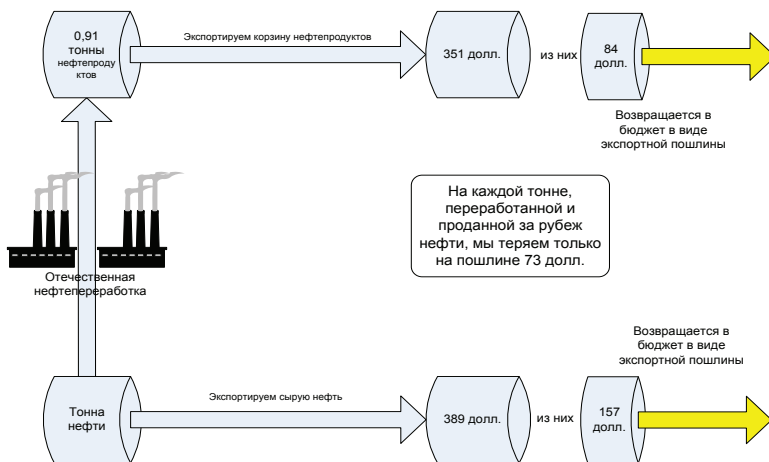 0,91
тонны
нефтепроду
ктов
Экспортируем корзину нефтепродуктов
351 долл.
из них
84
долл.
Возвращается в
бюджет в виде
экспортной пошлины
На каждой тонне,
переработанной и
проданной за рубеж
нефти, мы теряем только
на пошлине 73 долл.
Отечественная
нефтепереработка
Возвращается в
бюджет в виде
экспортной пошлины
Тонна
нефти
Экспортируем сырую нефть
389 долл.
из них
157
долл.